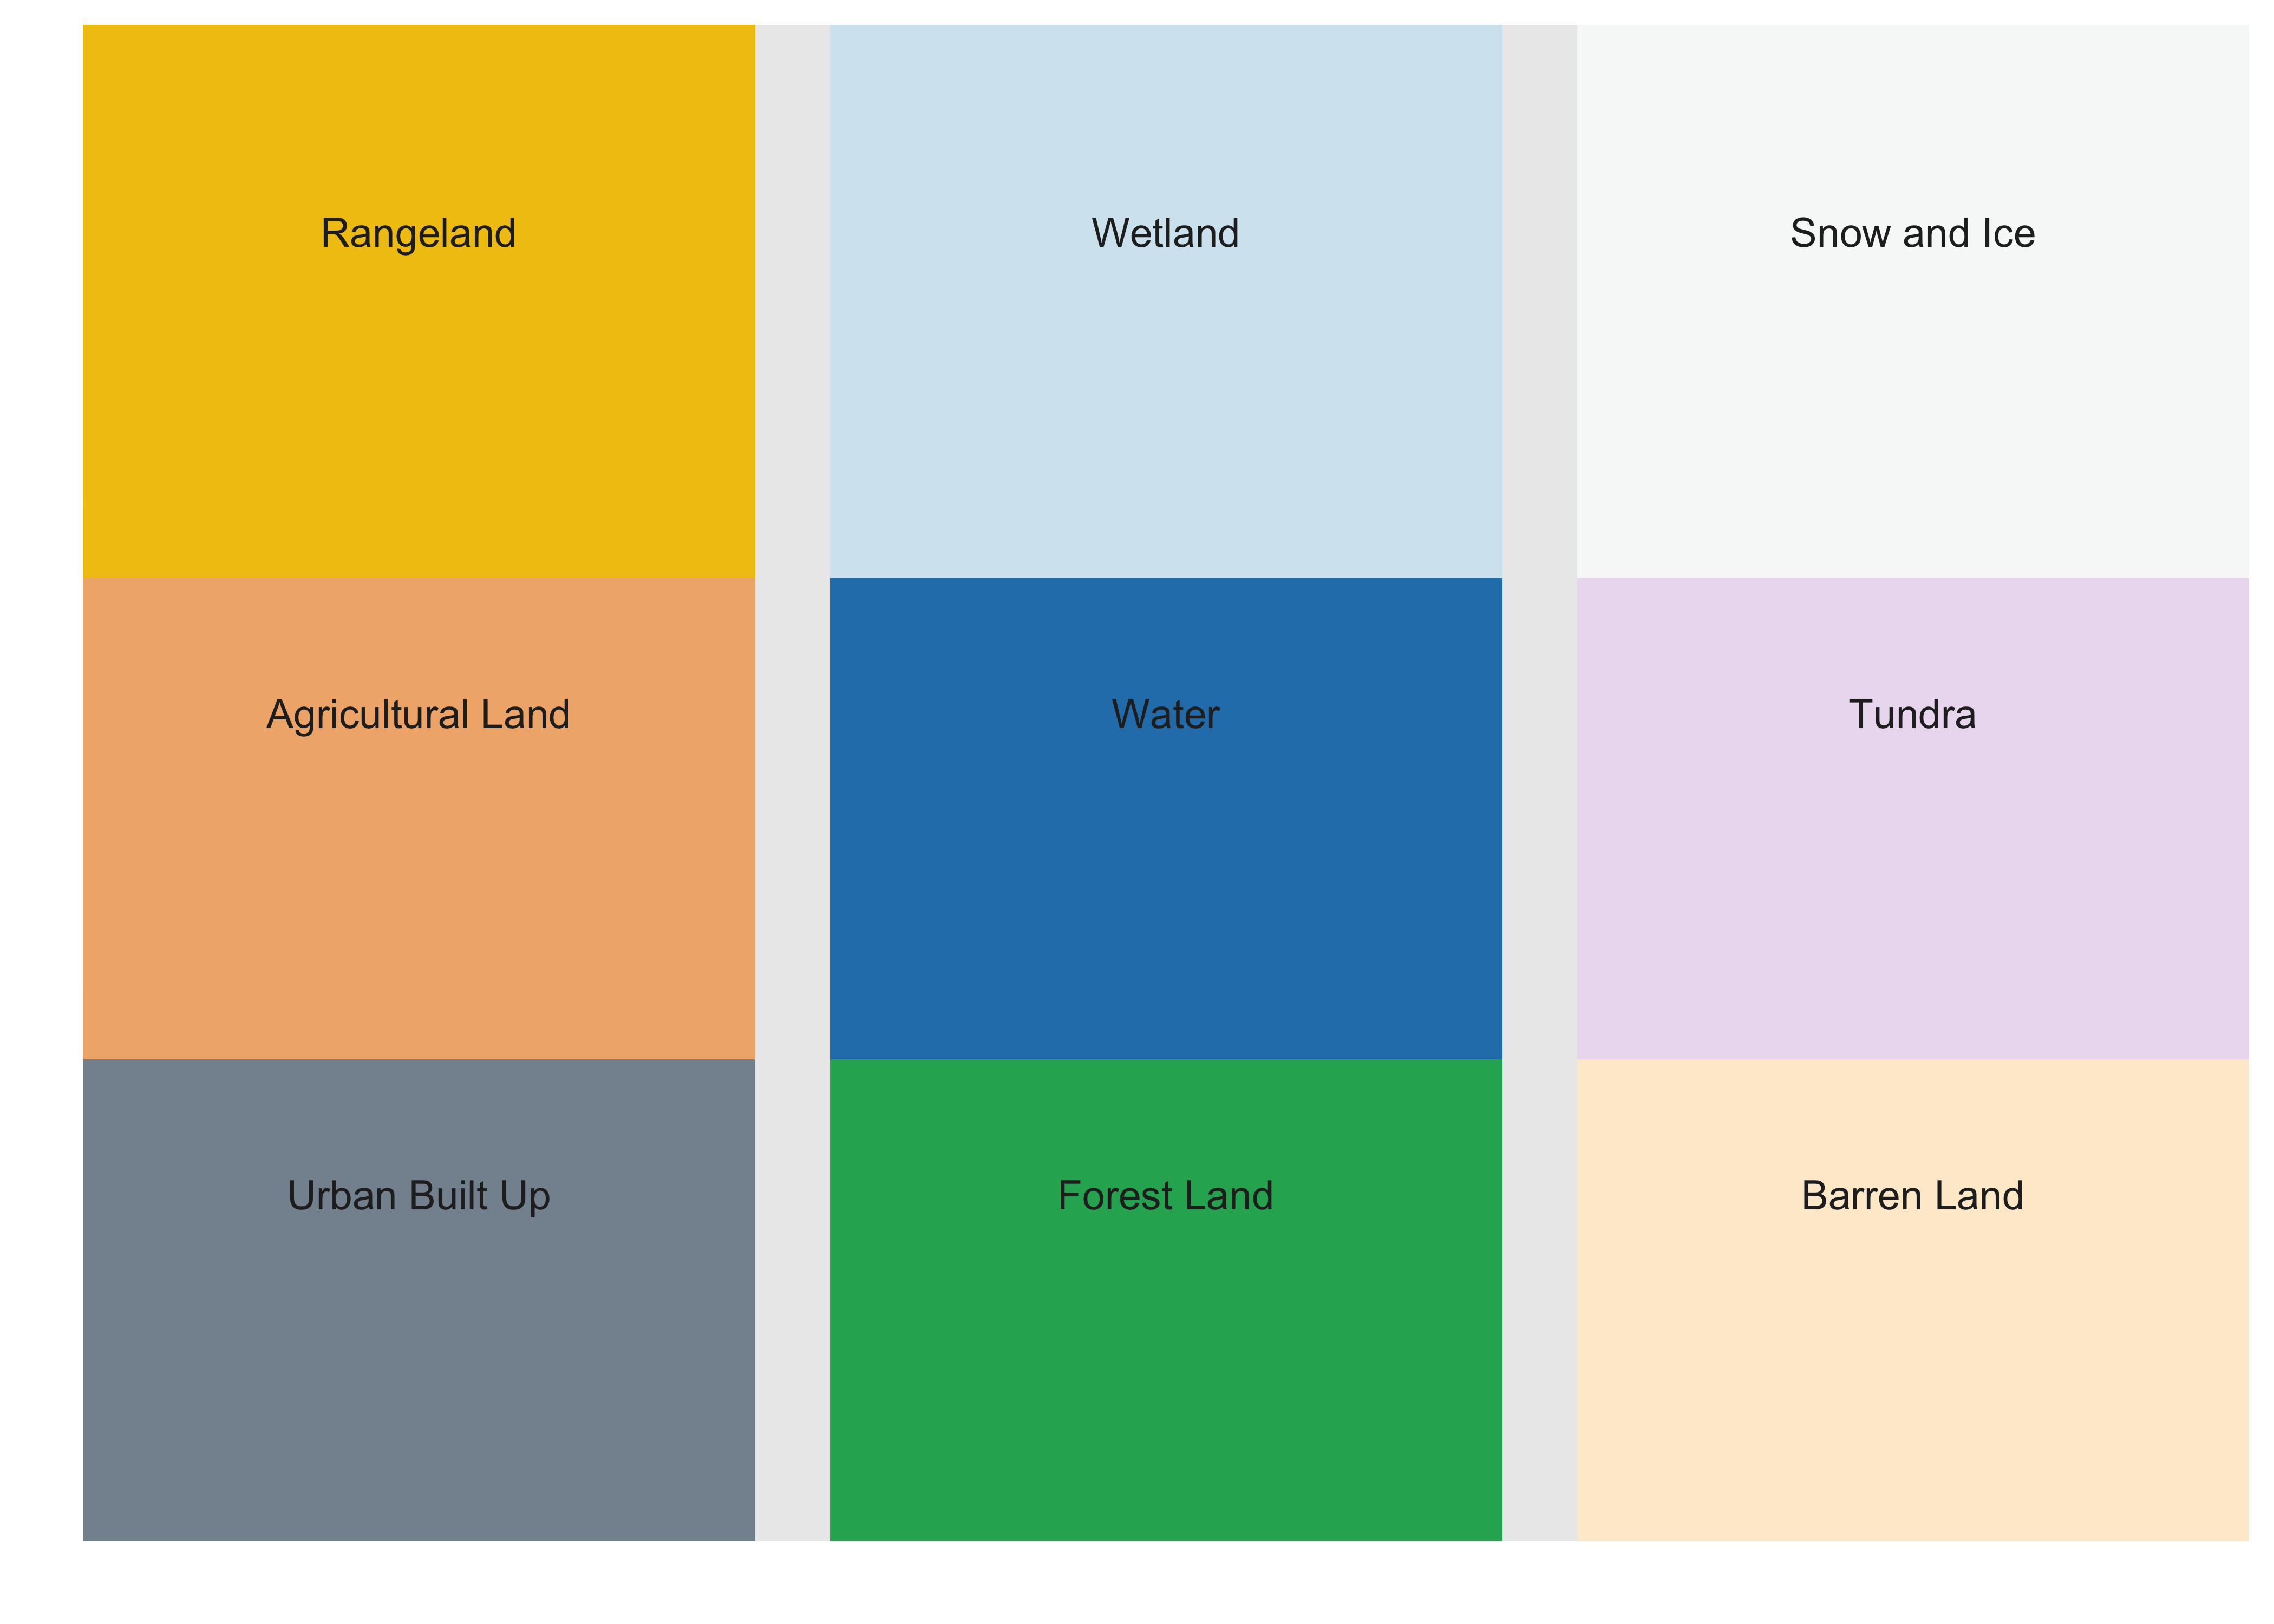 Rangeland
Wetland
Snow and Ice
Agricultural Land
Water
Tundra
Urban Built Up
Forest Land
Barren Land